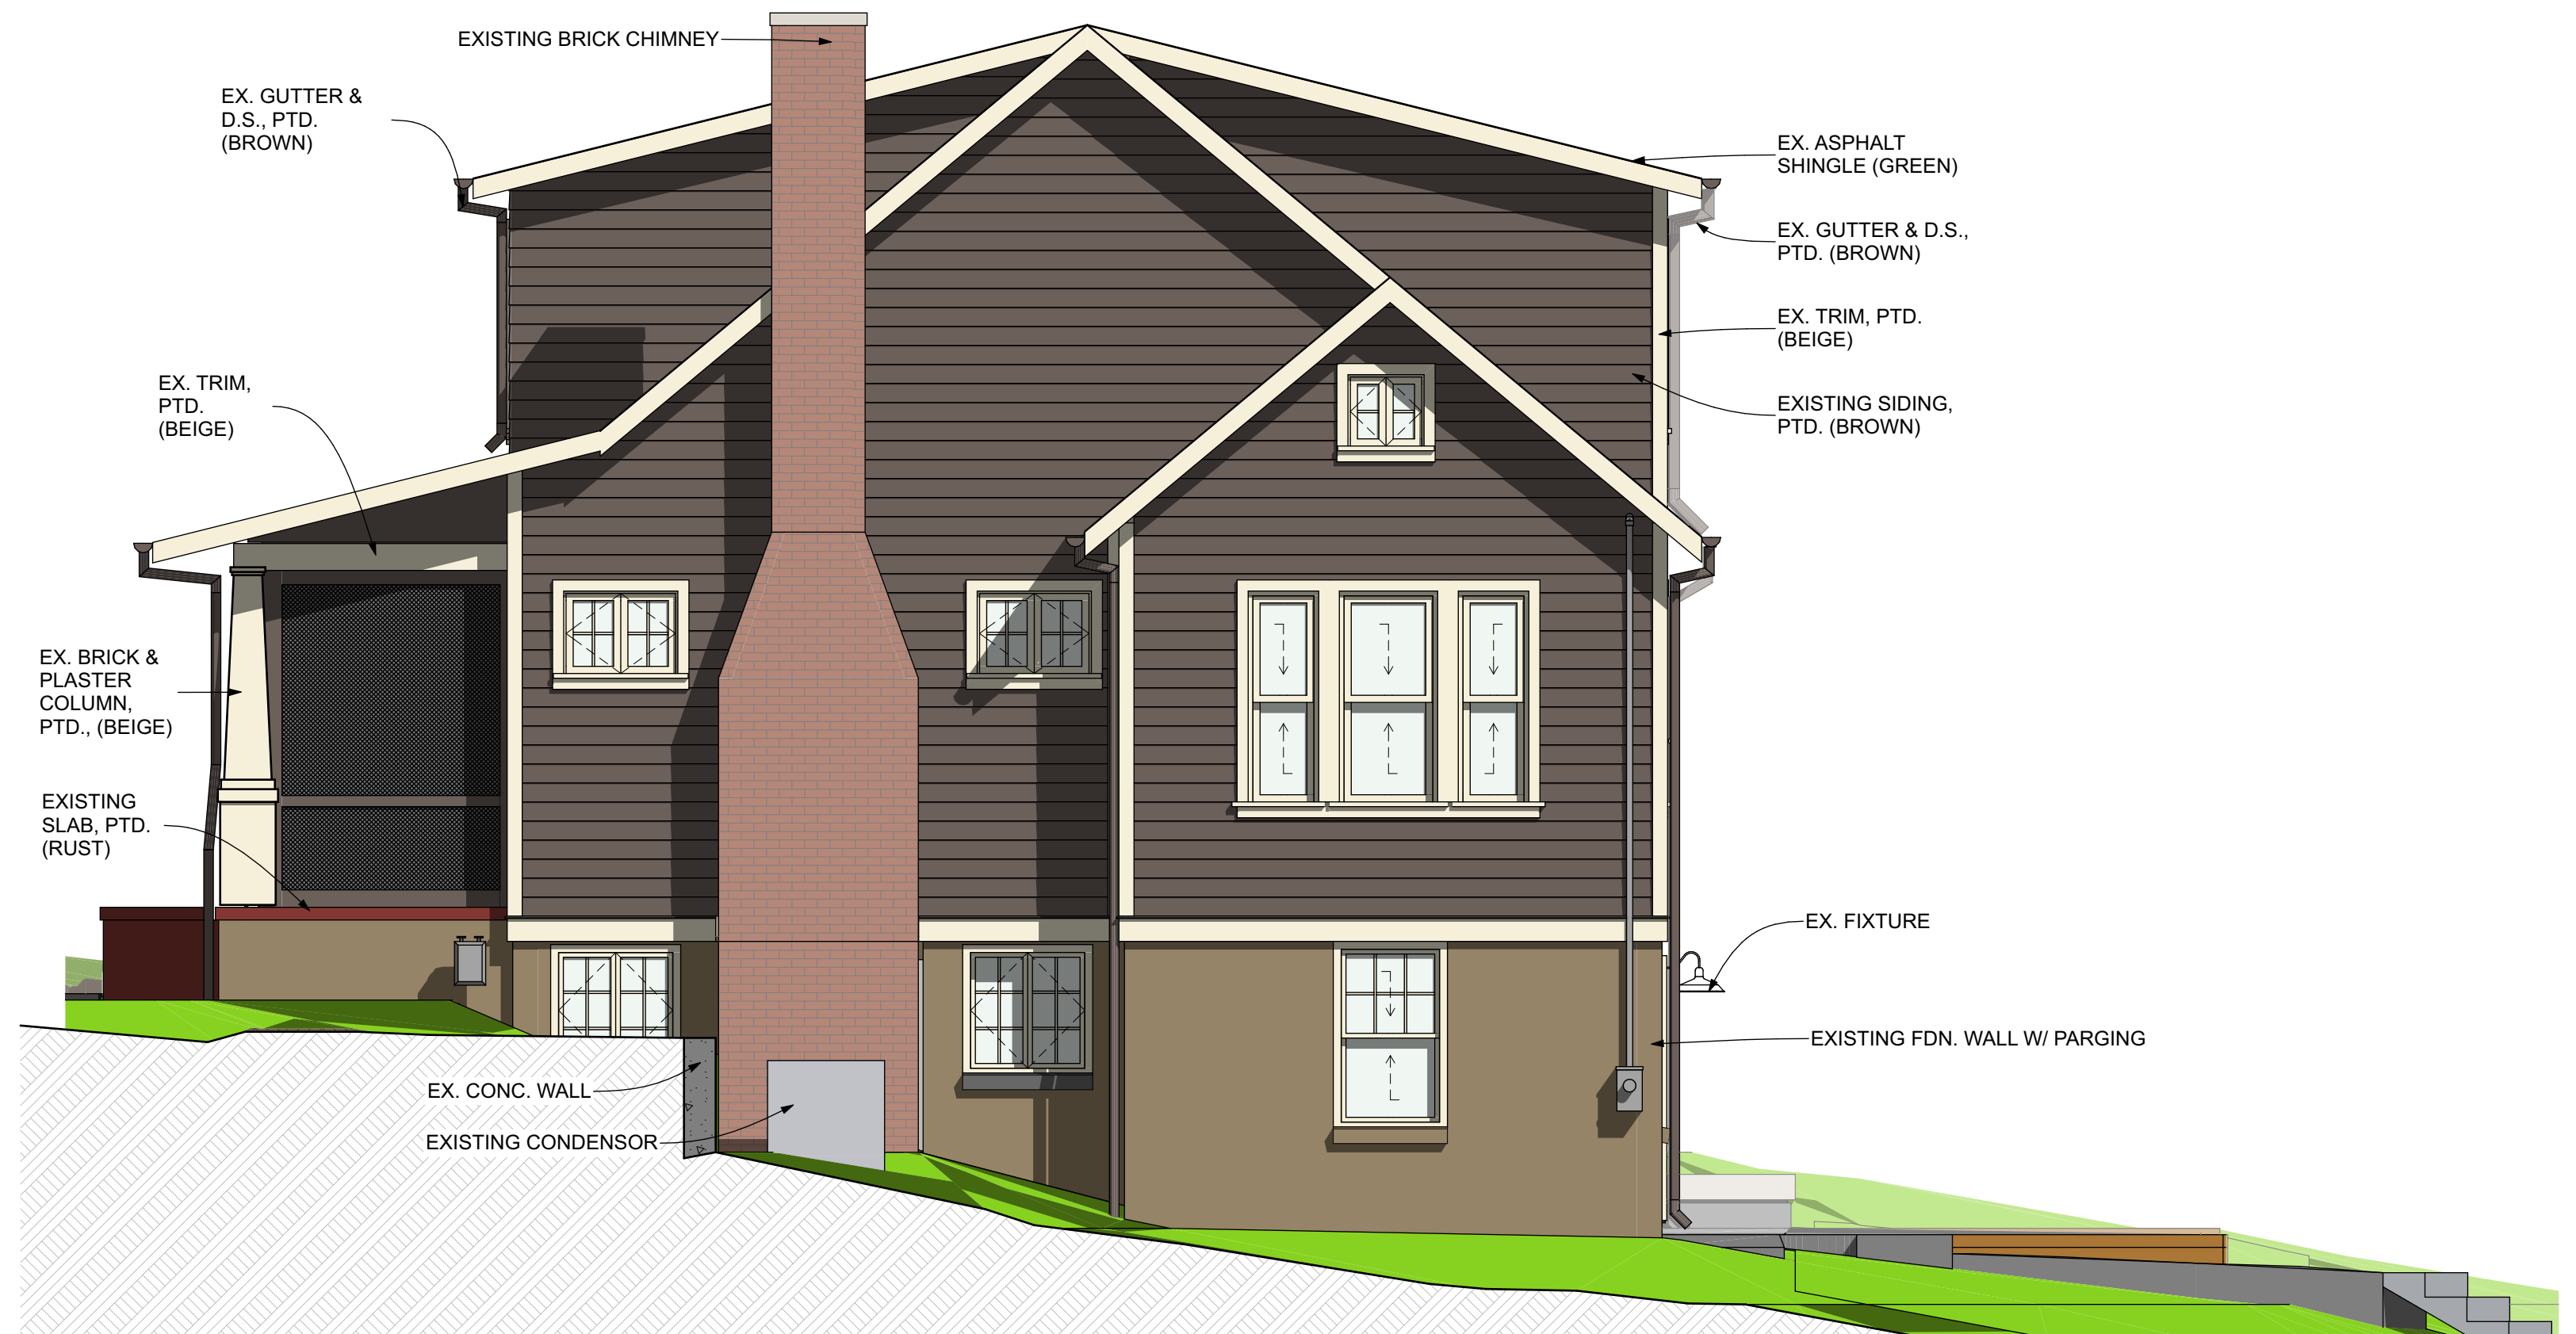 EXISTING BRICK CHIMNEY
EX. GUTTER &
D.S., PTD.
(BROWN)
EX. ASPHALT
SHINGLE (GREEN)
EX. GUTTER & D.S.,
PTD. (BROWN)
EX. TRIM, PTD.
(BEIGE)
EX. TRIM,
PTD.
(BEIGE)
EXISTING SIDING,
PTD. (BROWN)
EX. BRICK &
PLASTER
COLUMN,
PTD., (BEIGE)
EXISTING
SLAB, PTD.
(RUST)
EX. FIXTURE
EXISTING FDN. WALL W/ PARGING
EX. CONC. WALL
EXISTING CONDENSOR